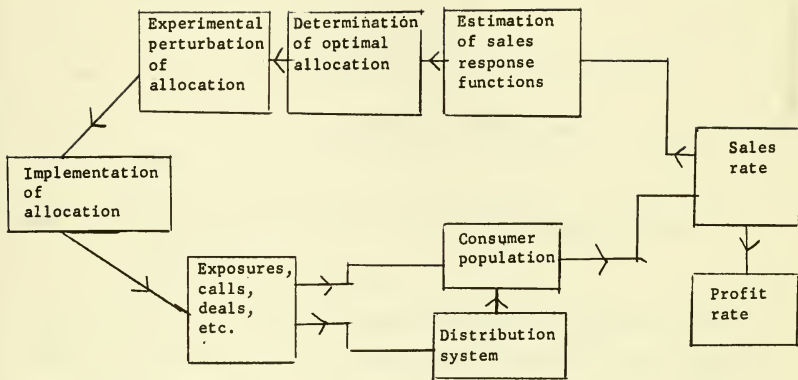 Experimental
perturbation
of
allocation
Determination
of optimal
allocation
Estimation
of sales
response
functions
Sales
rate
Implementation
of
allocation
Exposures,
calls,
deals,
etc.
Consumer
population
Distribution
system
Profit
rate